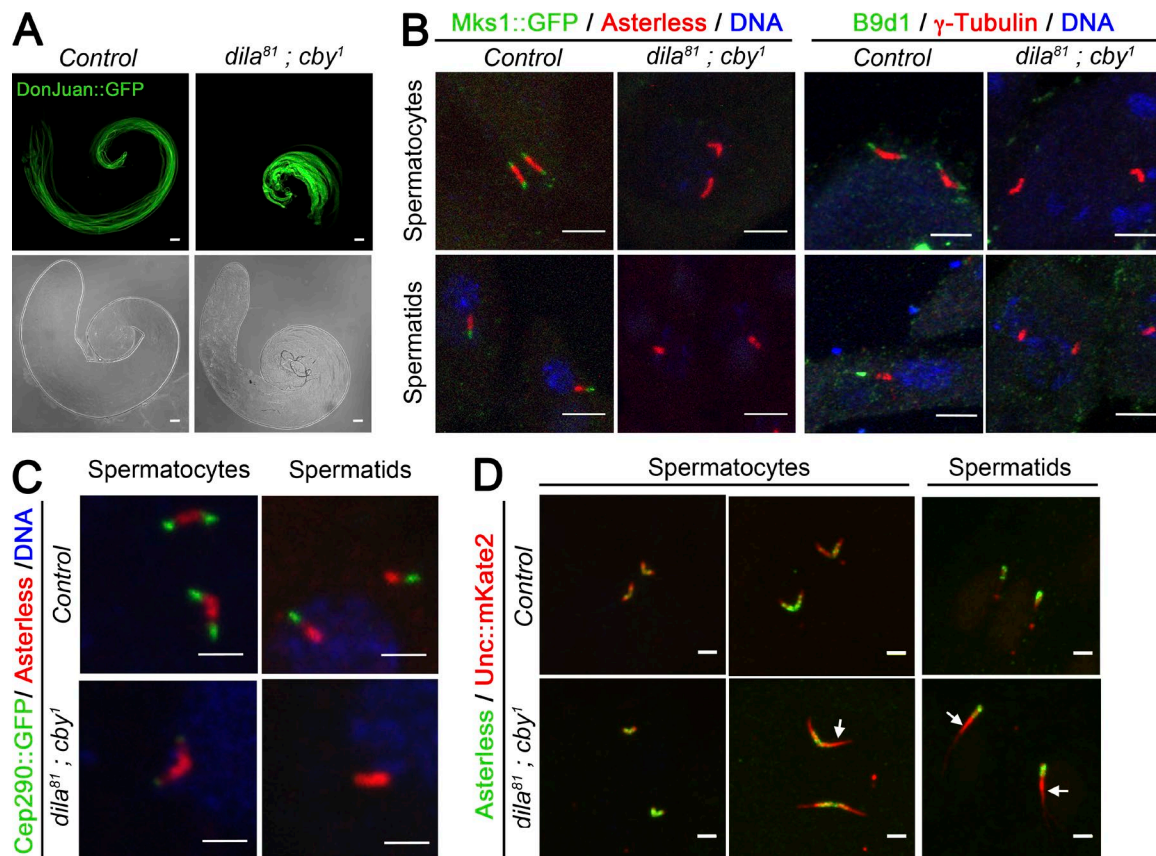 A
Control
dila⁸¹ ; cby¹
DonJuan::GFP
B
Mks1::GFP / Asterless / DNA
B9d1 / γ-Tubulin / DNA
Control
dila⁸¹ ; cby¹
Control
dila⁸¹ ; cby¹
Spermatocytes
Spermatids
C
Spermatocytes
Spermatids
Cep290::GFP/ Asterless /DNA
Control
dila⁸¹ ; cby¹
D
Spermatocytes
Spermatids
Asterless / Unc::mKate2
Control
dila⁸¹ ; cby¹